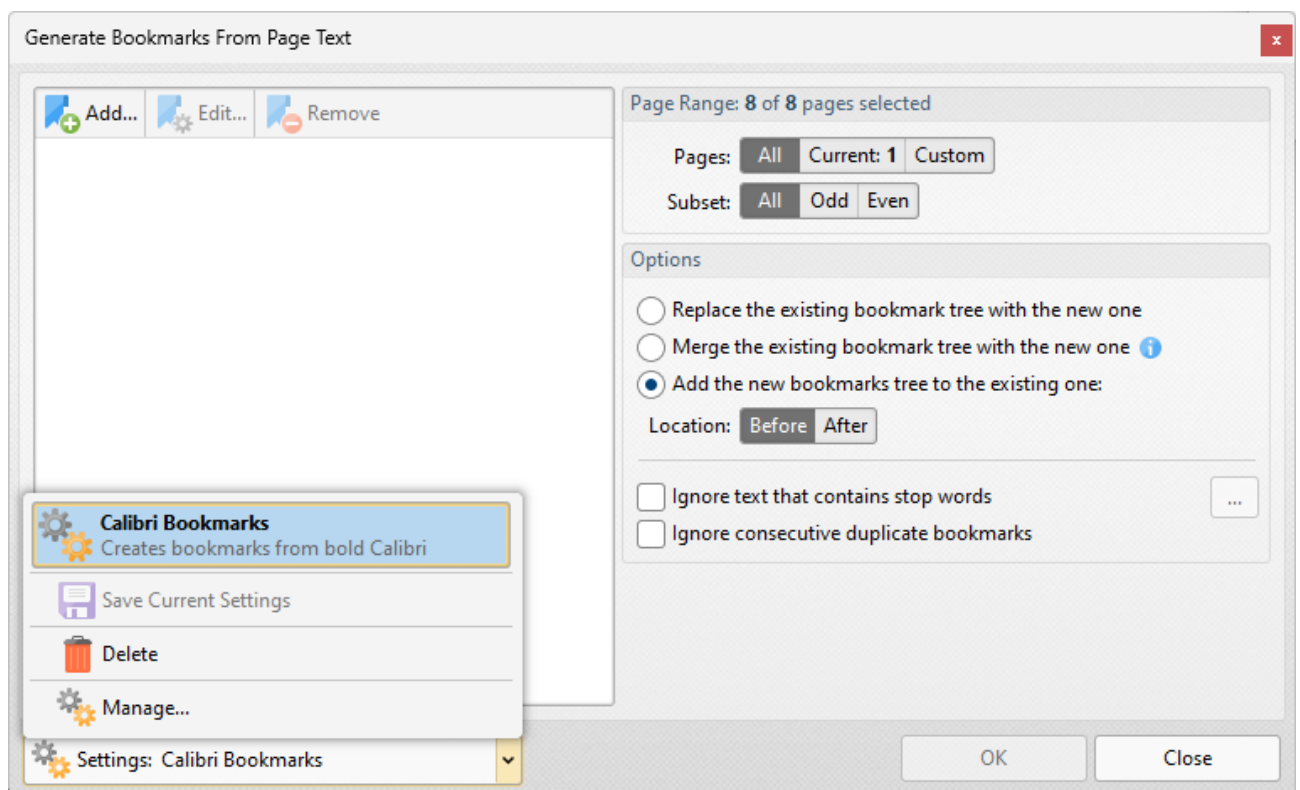 Generate Bookmarks From Page Text
x
Add... Edit... Remove
Page Range: 8 of 8 pages selected
Pages: All Current: 1 Custom
Subset: All Odd Even
Options
Replace the existing bookmark tree with the new one
Merge the existing bookmark tree with the new one i
Add the new bookmarks tree to the existing one:
Location: Before After
Ignore text that contains stop words ...
Ignore consecutive duplicate bookmarks
Calibri Bookmarks
Creates bookmarks from bold Calibri
Save Current Settings
Delete
Manage...
Settings: Calibri Bookmarks
OK Close